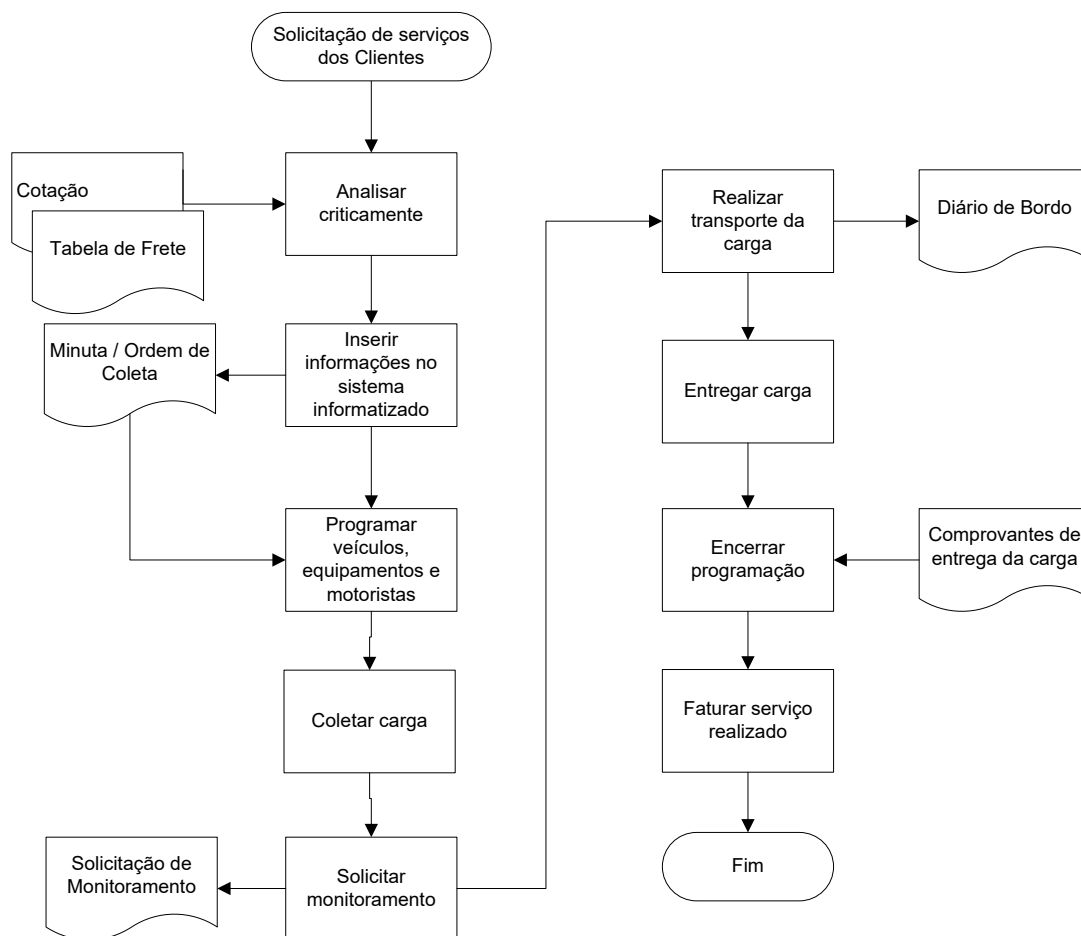 Solicitação de serviços
dos Clientes
Cotação
Tabela de Frete
Analisar
criticamente
Minuta / Ordem de
Coleta
Inserir
informações no
sistema
informatizado
Programar
veículos,
equipamentos e
motoristas
Coletar carga
Solicitação de
Monitoramento
Solicitar
monitoramento
Realizar
transporte da
carga
Diário de Bordo
Entregar carga
Encerrar
programação
Comprovantes de
entrega da carga
Faturar serviço
realizado
Fim